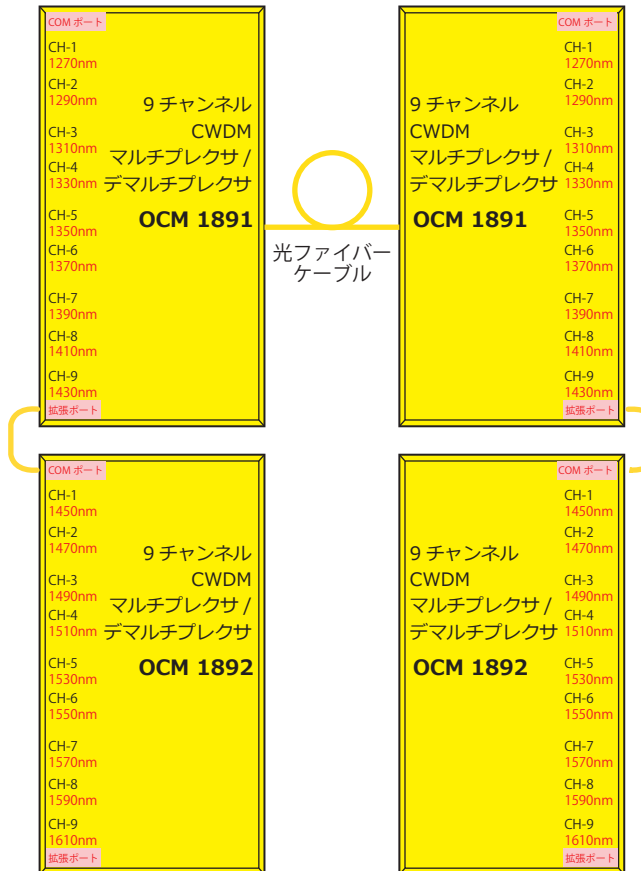 COM ポート
CH-1
1270nm
CH-2
1290nm
CH-3
1310nm
CH-4
1330nm
CH-5
1350nm
CH-6
1370nm
CH-7
1390nm
CH-8
1410nm
CH-9
1430nm
拡張ポート
9 チャンネル
CWDM
マルチプレクサ /
デマルチプレクサ
OCM 1891
光ファイバー
ケーブル
9 チャンネル
CWDM
マルチプレクサ /
デマルチプレクサ
OCM 1891
COM ポート
CH-1
1270nm
CH-2
1290nm
CH-3
1310nm
CH-4
1330nm
CH-5
1350nm
CH-6
1370nm
CH-7
1390nm
CH-8
1410nm
CH-9
1430nm
拡張ポート
COM ポート
CH-1
1450nm
CH-2
1470nm
CH-3
1490nm
CH-4
1510nm
CH-5
1530nm
CH-6
1550nm
CH-7
1570nm
CH-8
1590nm
CH-9
1610nm
拡張ポート
9 チャンネル
CWDM
マルチプレクサ /
デマルチプレクサ
OCM 1892
9 チャンネル
CWDM
マルチプレクサ /
デマルチプレクサ
OCM 1892
COM ポート
CH-1
1450nm
CH-2
1470nm
CH-3
1490nm
CH-4
1510nm
CH-5
1530nm
CH-6
1550nm
CH-7
1570nm
CH-8
1590nm
CH-9
1610nm
拡張ポート